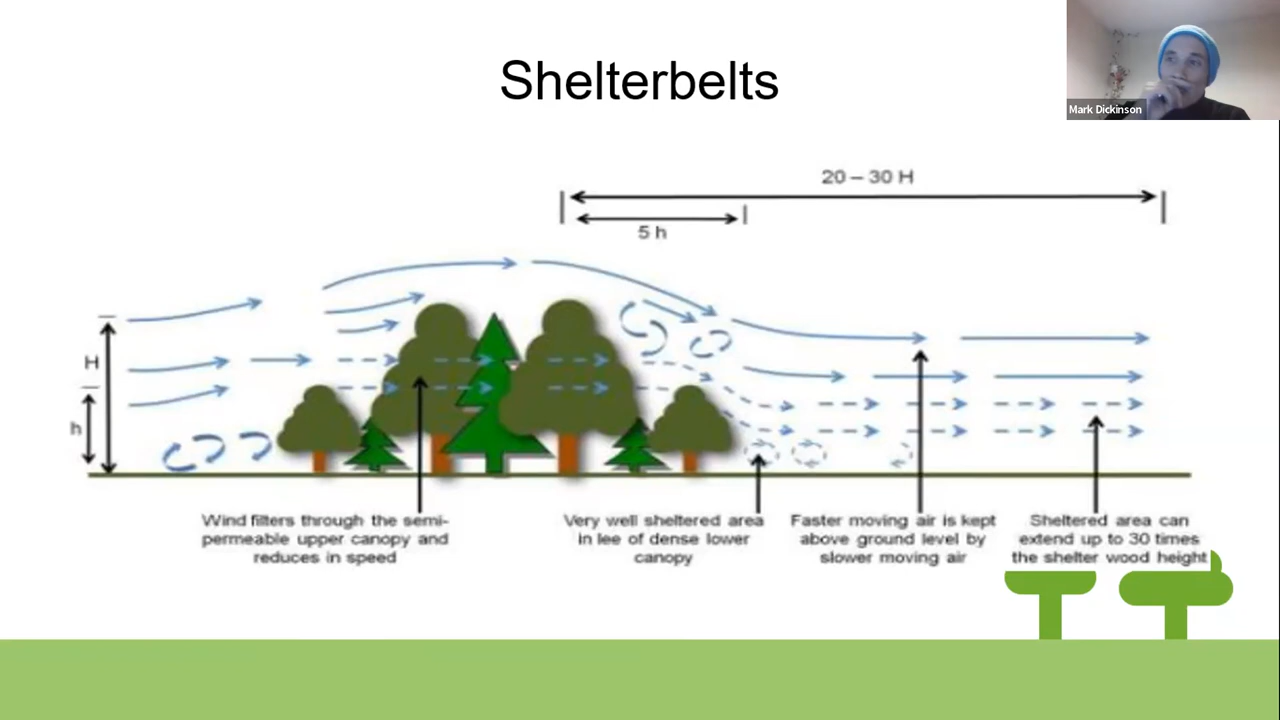 Shelterbelts
Mark Dickinson
20 – 30 H
5 h
H
h
Wind filters through the semi-
permeable upper canopy and
reduces in speed
Very well sheltered area
in lee of dense lower
canopy
Faster moving air is kept
above ground level by
slower moving air
Sheltered area can
extend up to 30 times
the shelter wood height